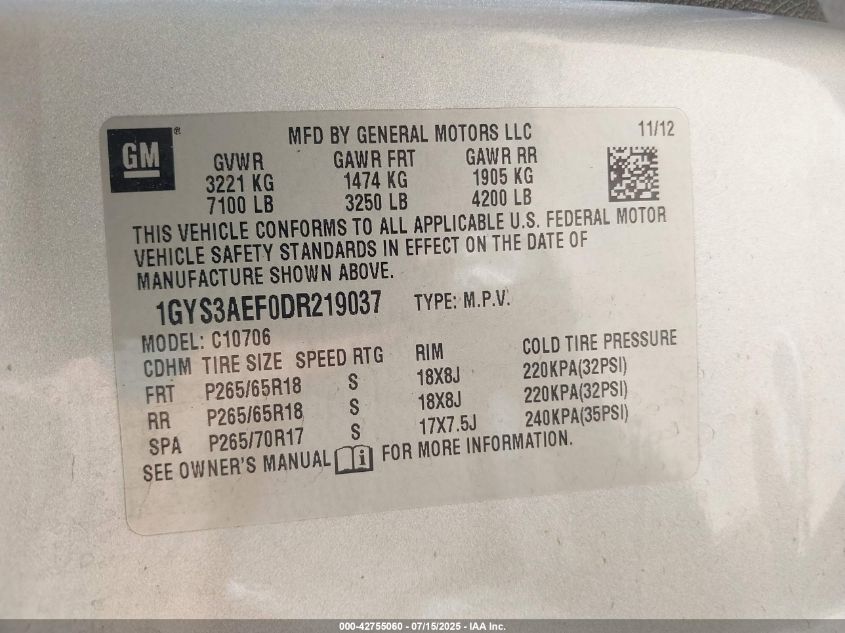 GM ®
MFD BY GENERAL MOTORS LLC 11/12
GVWR GAWR FRT GAWR RR
3221 KG 1474 KG 1905 KG
7100 LB 3250 LB 4200 LB
THIS VEHICLE CONFORMS TO ALL APPLICABLE U.S. FEDERAL MOTOR
VEHICLE SAFETY STANDARDS IN EFFECT ON THE DATE OF
MANUFACTURE SHOWN ABOVE.
1GYS3AEF0DR219037 TYPE: M.P.V.
MODEL: C10706
CDHM TIRE SIZE SPEED RTG RIM COLD TIRE PRESSURE
FRT P265/65R18 S 18X8J 220KPA(32PSI)
RR P265/65R18 S 18X8J 220KPA(32PSI)
SPA P265/70R17 S 17X7.5J 240KPA(35PSI)
SEE OWNER'S MANUAL i FOR MORE INFORMATION.
000-42755060 - 07/15/2025 - IAA Inc.